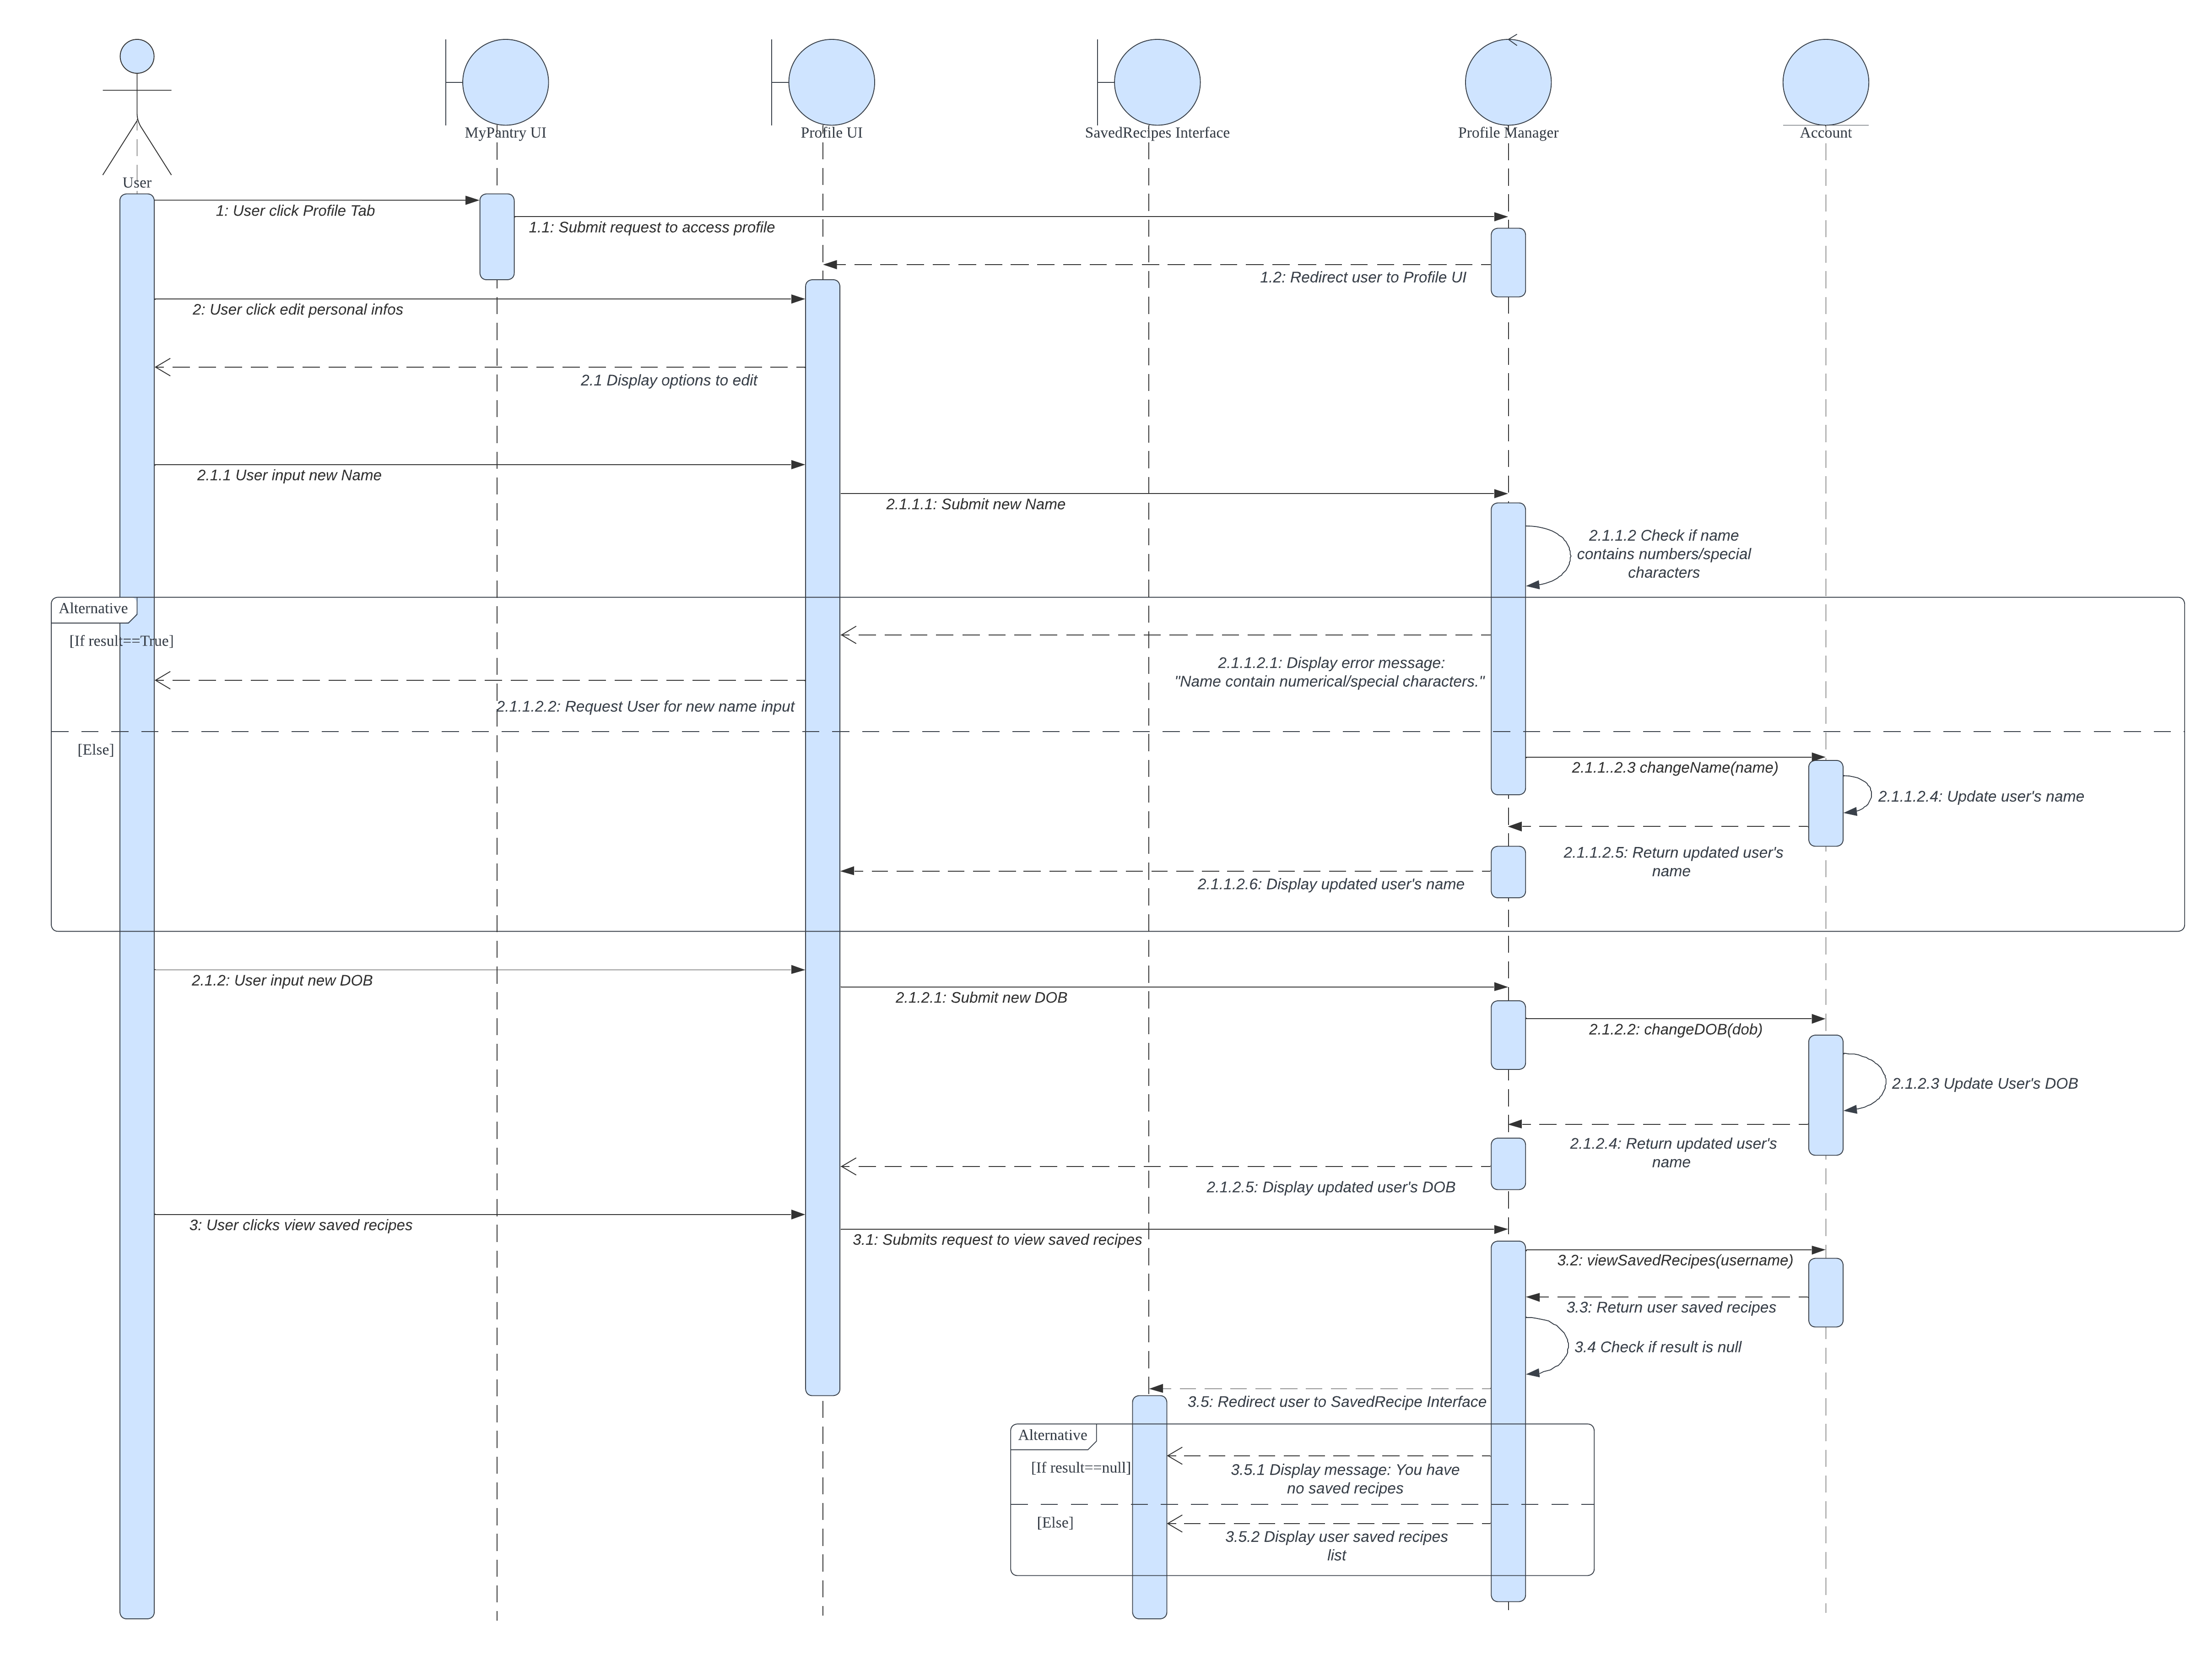 MyPantry UI
Profile UI
SavedRecipes Interface
Profile Manager
Account
User
1: User click Profile Tab
1.1: Submit request to access profile
1.2: Redirect user to Profile UI
2: User click edit personal infos
2.1 Display options to edit
2.1.1 User input new Name
2.1.1.1: Submit new Name
2.1.1.2 Check if name
contains numbers/special
characters
Alternative
[If result==True]
2.1.1.2.1: Display error message:
"Name contain numerical/special characters."
2.1.1.2.2: Request User for new name input
[Else]
2.1.1..2.3 changeName(name)
2.1.1.2.4: Update user's name
2.1.1.2.5: Return updated user's
name
2.1.1.2.6: Display updated user's name
2.1.2: User input new DOB
2.1.2.1: Submit new DOB
2.1.2.2: changeDOB(dob)
2.1.2.3 Update User's DOB
2.1.2.4: Return updated user's
name
2.1.2.5: Display updated user's DOB
3: User clicks view saved recipes
3.1: Submits request to view saved recipes
3.2: viewSavedRecipes(username)
3.3: Return user saved recipes
3.4 Check if result is null
3.5: Redirect user to SavedRecipe Interface
Alternative
[If result==null]
3.5.1 Display message: You have
no saved recipes
[Else]
3.5.2 Display user saved recipes
list